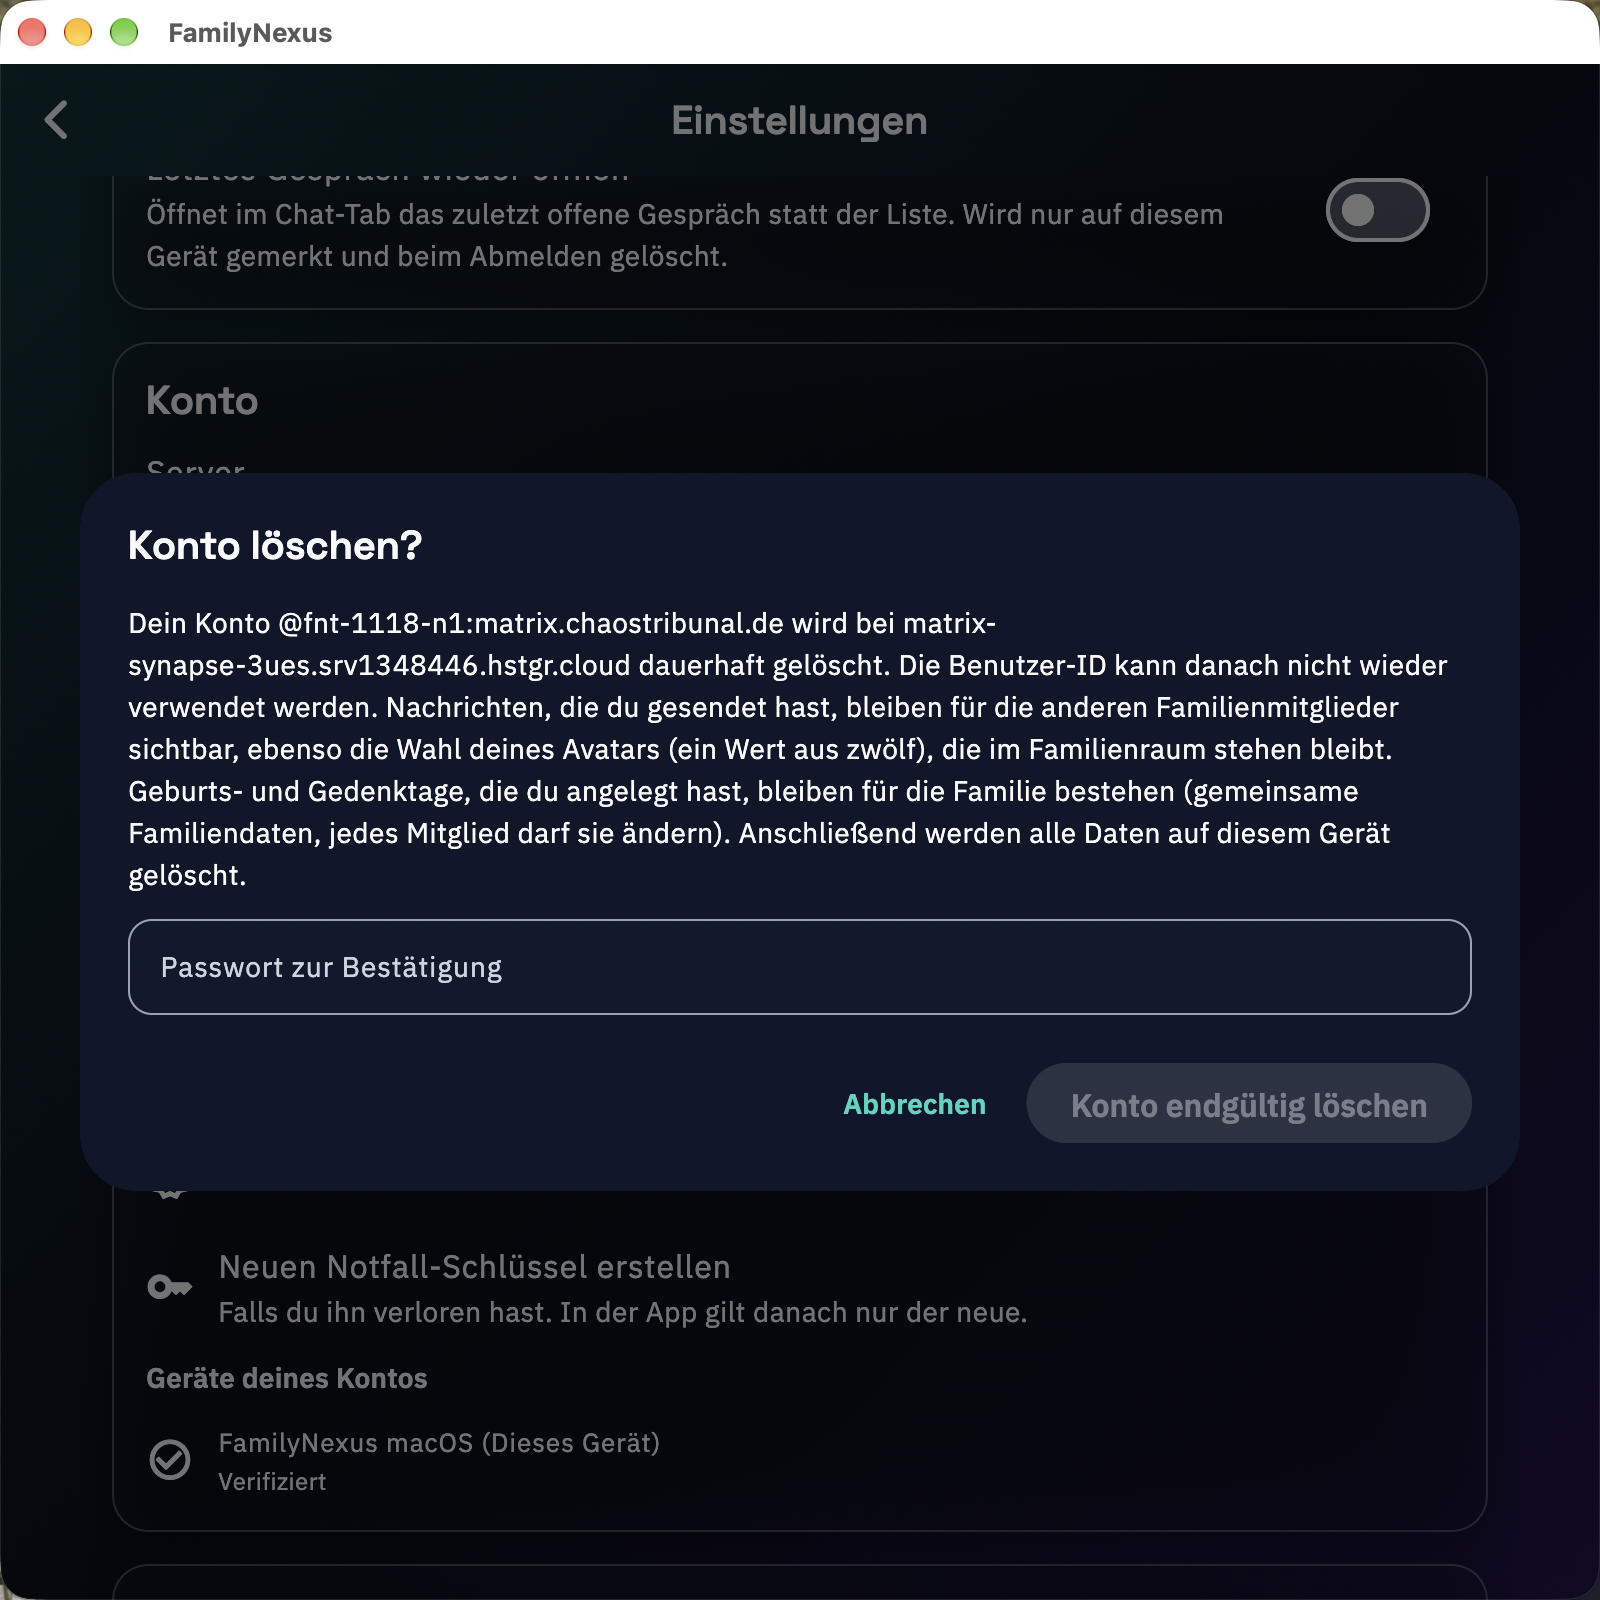 FamilyNexus
Einstellungen
Letztes Gespräch wieder öffnen
Öffnet im Chat-Tab das zuletzt offene Gespräch statt der Liste. Wird nur auf diesem
Gerät gemerkt und beim Abmelden gelöscht.
Konto
Server
Konto löschen?
Dein Konto @fnt-1118-n1:matrix.chaostribunal.de wird bei matrix-
synapse-3ues.srv1348446.hstgr.cloud dauerhaft gelöscht. Die Benutzer-ID kann danach nicht wieder
verwendet werden. Nachrichten, die du gesendet hast, bleiben für die anderen Familienmitglieder
sichtbar, ebenso die Wahl deines Avatars (ein Wert aus zwölf), die im Familienraum stehen bleibt.
Geburts- und Gedenktage, die du angelegt hast, bleiben für die Familie bestehen (gemeinsame
Familiendaten, jedes Mitglied darf sie ändern). Anschließend werden alle Daten auf diesem Gerät
gelöscht.
Passwort zur Bestätigung
Abbrechen
Konto endgültig löschen
Neuen Notfall-Schlüssel erstellen
Falls du ihn verloren hast. In der App gilt danach nur der neue.
Geräte deines Kontos
FamilyNexus macOS (Dieses Gerät)
Verifiziert